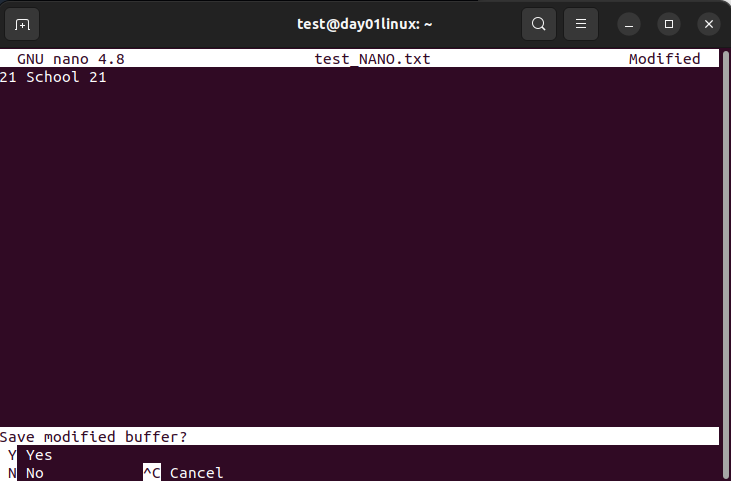 test@day01linux: ~
GNU nano 4.8 test_NANO.txt Modified
21 School 21
Save modified buffer?
Y Yes
N No ^C Cancel